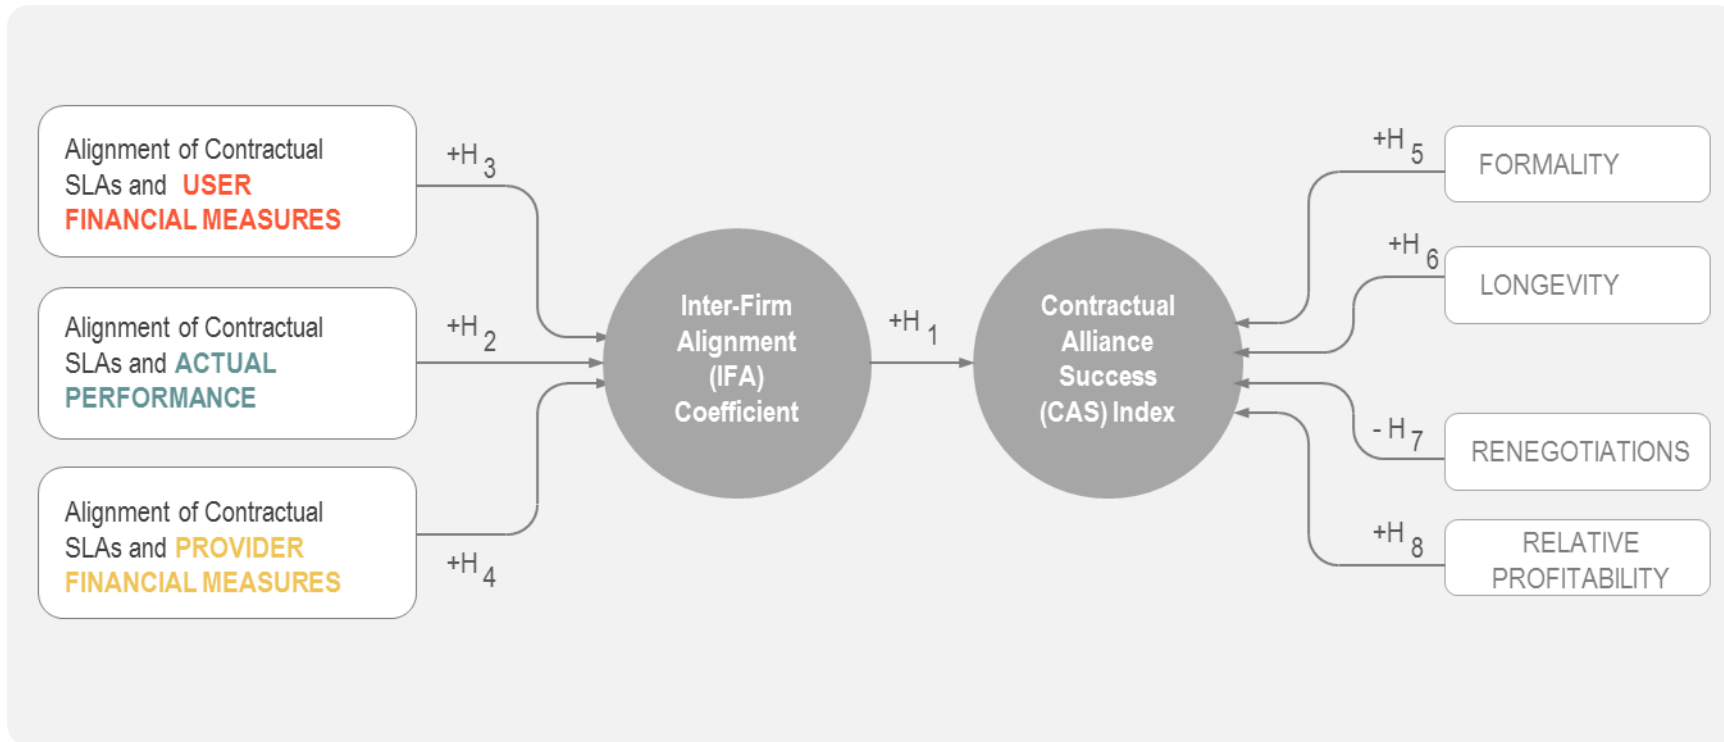 Alignment of Contractual
SLAs and USER
FINANCIAL MEASURES
+H 3
Alignment of Contractual
SLAs and ACTUAL
PERFORMANCE
+H 2
Alignment of Contractual
SLAs and PROVIDER
FINANCIAL MEASURES
+H 4
Inter-Firm
Alignment
(IFA)
Coefficient
+H 1
Contractual
Alliance
Success
(CAS) Index
+H 5
FORMALITY
+H 6
LONGEVITY
- H 7
RENEGOTIATIONS
+H 8
RELATIVE
PROFITABILITY